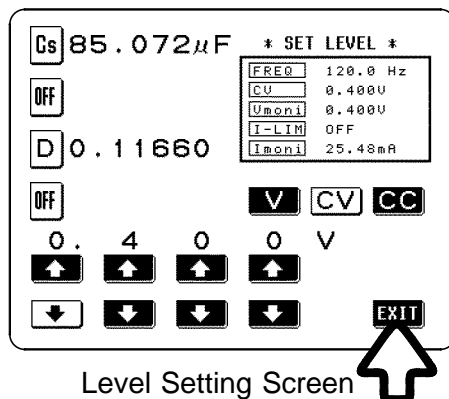 Cs 85.072μF
* SET LEVEL *
FREQ 120.0 Hz
CV 0.400V
Vmoni 0.400V
I-LIM OFF
Imoni 25.48mA
OFF
D 0.11660
OFF
V CV CC
0. 4 0 0 V
EXIT
Level Setting Screen